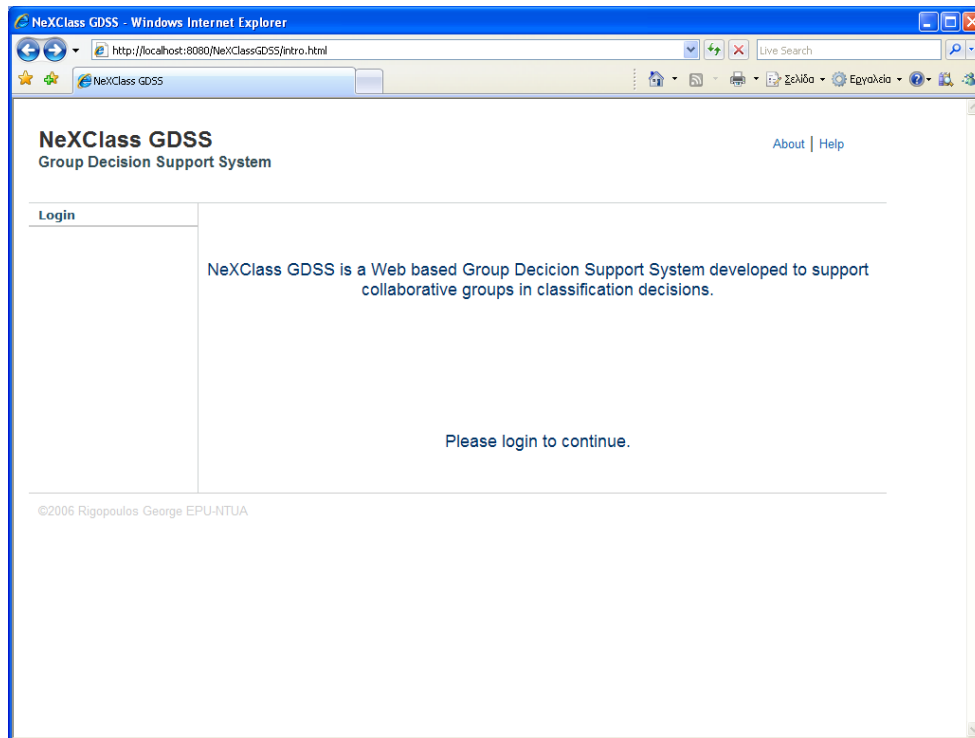 NeXClass GDSS - Windows Internet Explorer
http://localhost:8080/NeXClassGDSS/intro.html
Live Search
NeXClass GDSS
Σελίδα
Εργαλεία
NeXClass GDSS
Group Decision Support System
About | Help
Login
NeXClass GDSS is a Web based Group Decicion Support System developed to support
collaborative groups in classification decisions.
Please login to continue.
©2006 Rigopoulos George EPU-NTUA